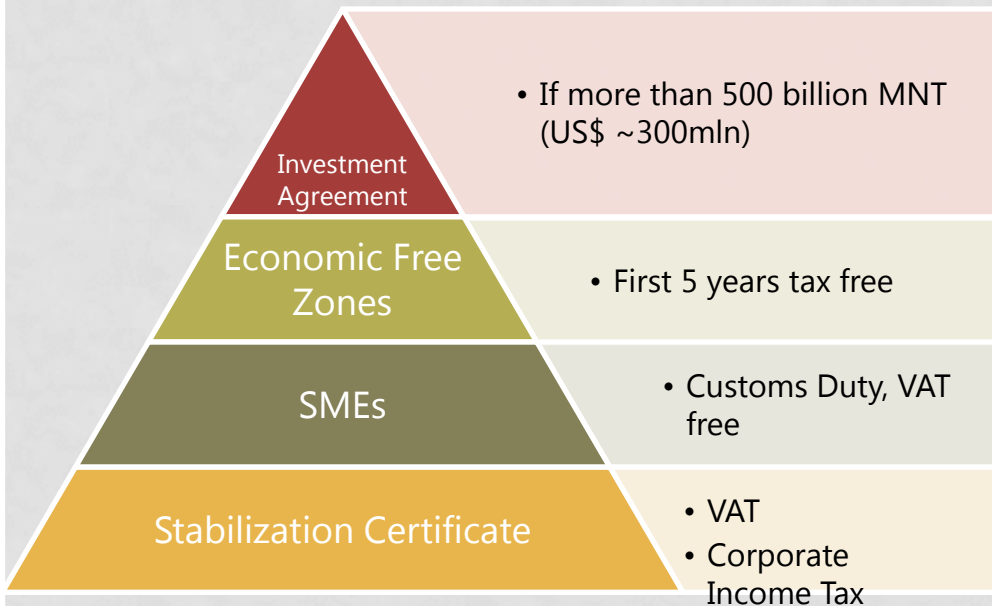 • If more than 500 billion MNT
(US$ ~300mln)
Investment
Agreement
Economic Free
Zones
• First 5 years tax free
SMEs
• Customs Duty, VAT
free
Stabilization Certificate
• VAT
• Corporate
Income Tax